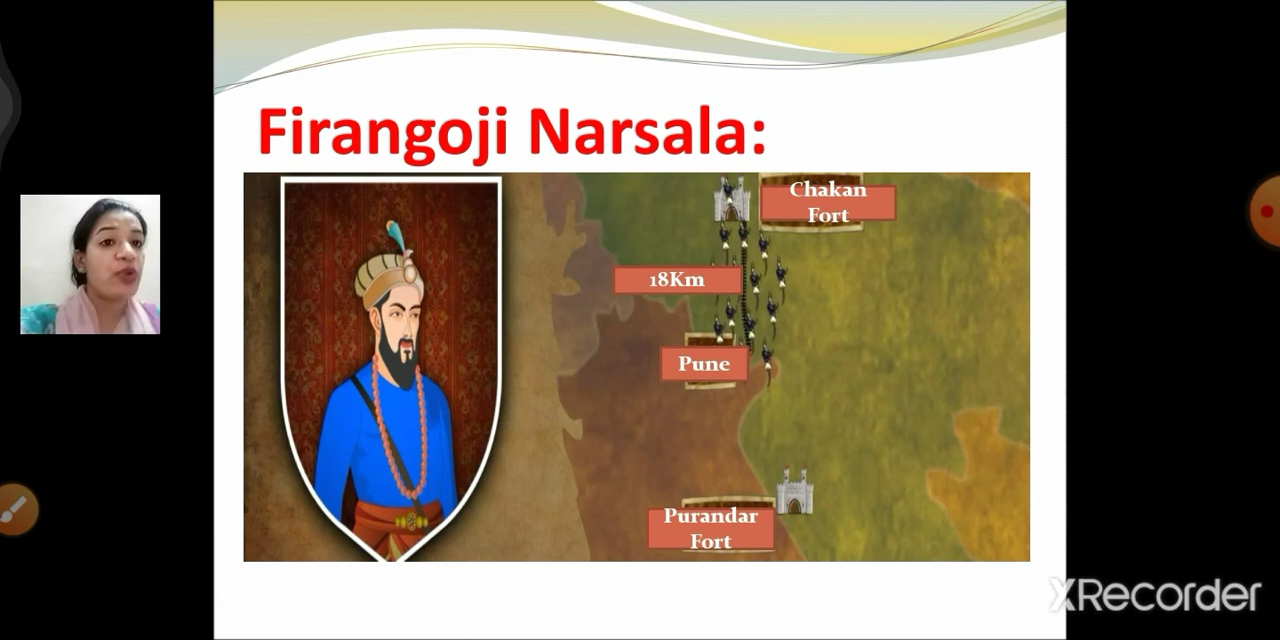 Firangoji Narsala:
Chakan
Fort
18Km
Pune
Purandar
Fort
XRecorder